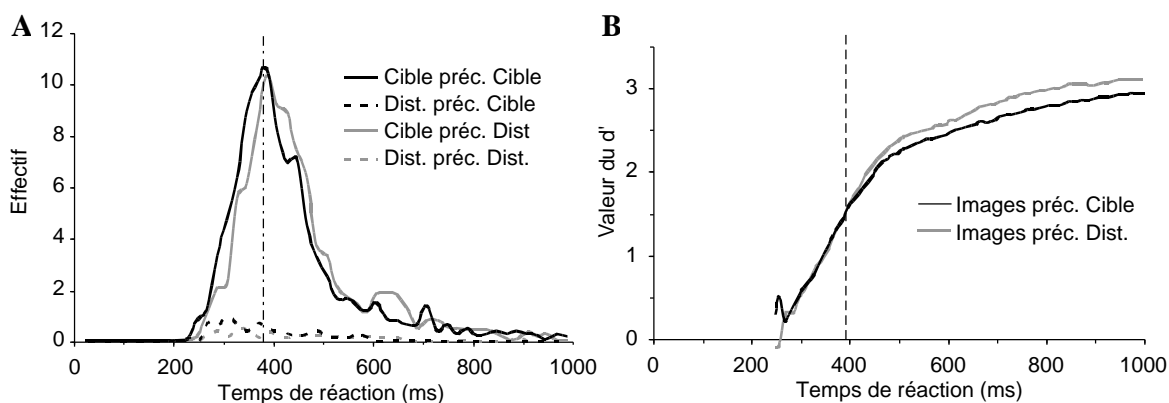 A
12
10
8
6
4
2
0
Effectif
0
200
400
600
800
1000
Temps de réaction (ms)
Cible préc. Cible
Dist. préc. Cible
Cible préc. Dist
Dist. préc. Dist.
B
3
2
1
0
Valeur du d'
0
200
400
600
800
1000
Temps de réaction (ms)
Images préc. Cible
Images préc. Dist.